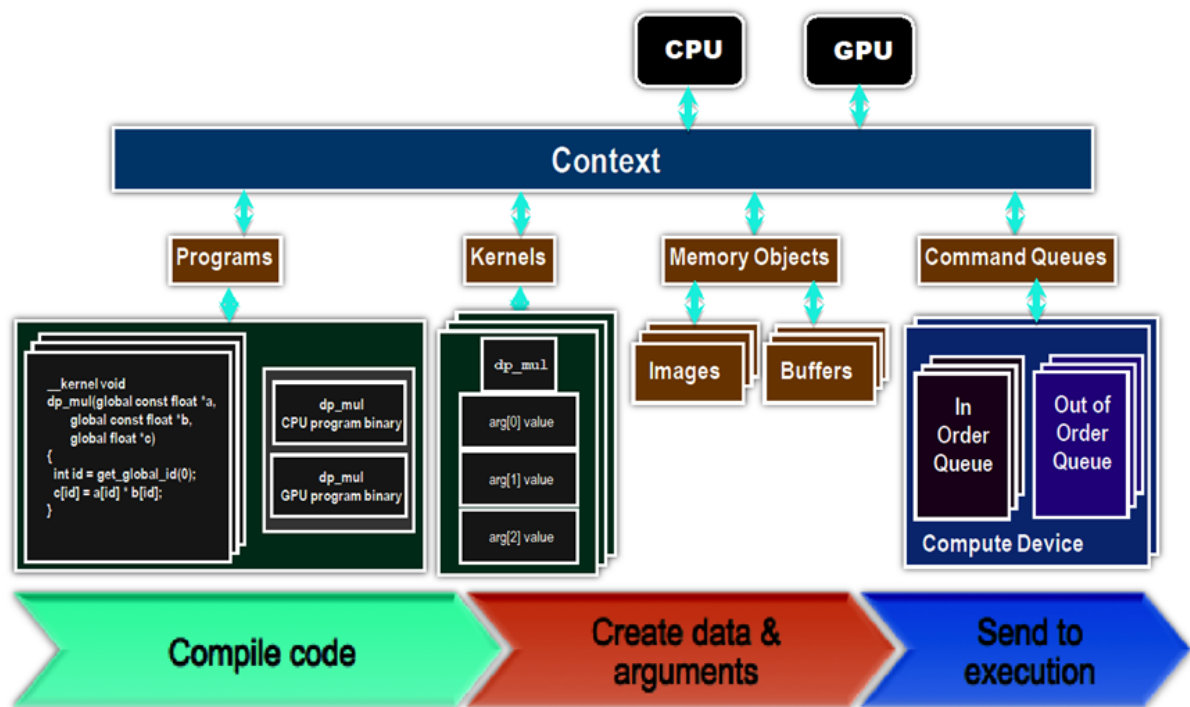 CPU
GPU
Context
Programs
Kernels
Memory Objects
Command Queues
__kernel void
dp_mul(global const float *a,
global const float *b,
global float *c)
{
int id = get_global_id(0);
c[id] = a[id] * b[id];
}
dp_mul
CPU program binary
dp_mul
GPU program binary
dp_mul
arg[0] value
arg[1] value
arg[2] value
Images
Buffers
In
Order
Queue
Out of
Order
Queue
Compute Device
Compile code
Create data &
arguments
Send to
execution